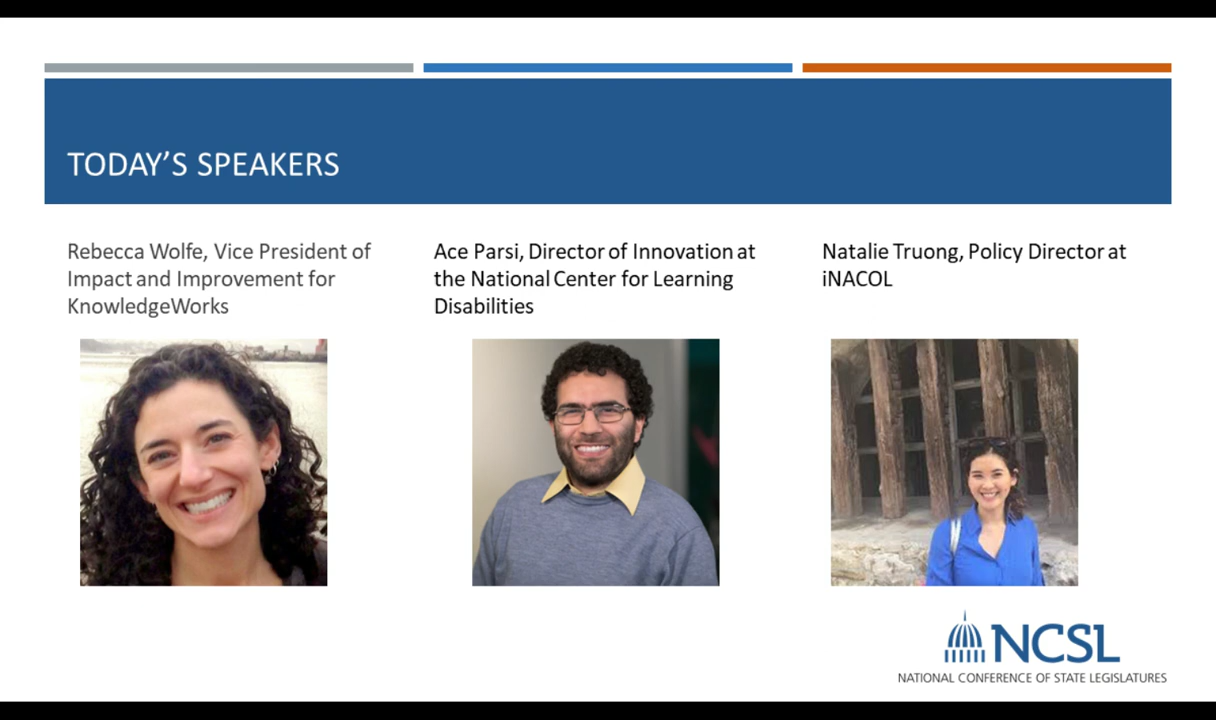 TODAY’S SPEAKERS
Rebecca Wolfe, Vice President of
Impact and Improvement for
KnowledgeWorks
Ace Parsi, Director of Innovation at
the National Center for Learning
Disabilities
Natalie Truong, Policy Director at
iNACOL
NCSL
NATIONAL CONFERENCE OF STATE LEGISLATURES